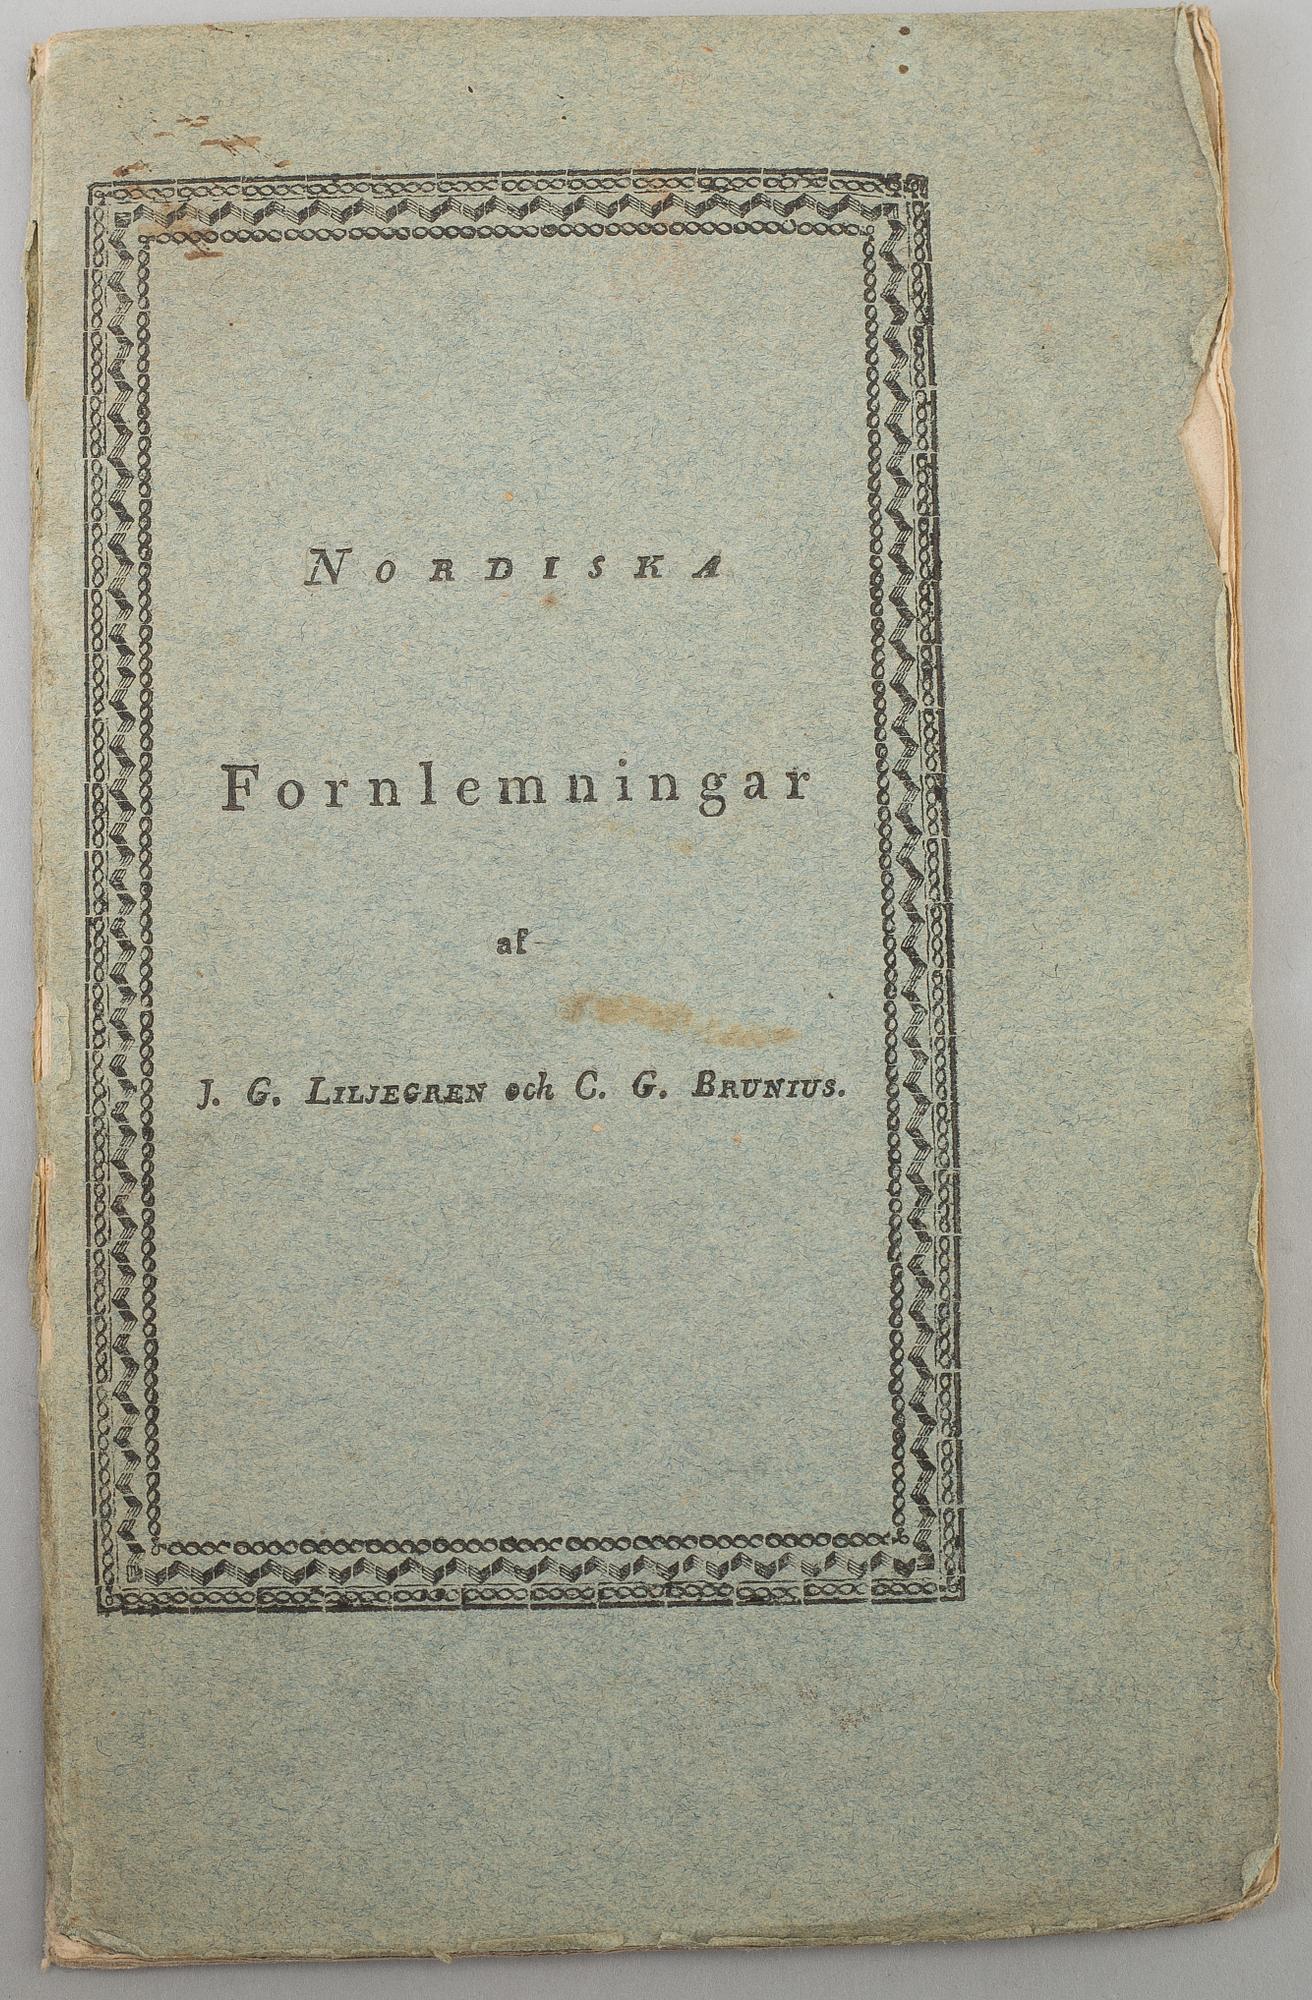 NORDISKA
Fornlemningar
af
J. G. LILJEGREN och C. G. BRUNIUS.